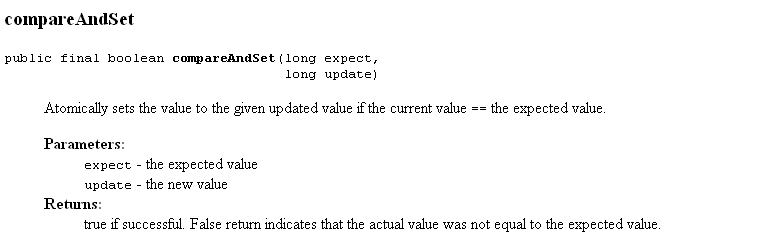 compareAndSet
public final boolean compareAndSet(long expect,
long update)
Atomically sets the value to the given updated value if the current value == the expected value.
Parameters:
expect - the expected value
update - the new value
Returns:
true if successful. False return indicates that the actual value was not equal to the expected value.